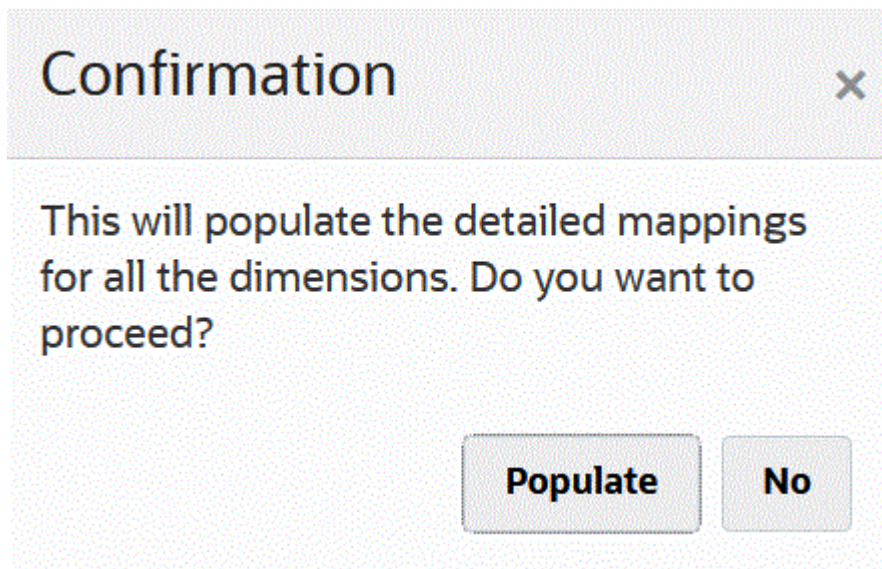 Confirmation
This will populate the detailed mappings
for all the dimensions. Do you want to
proceed?
Populate No